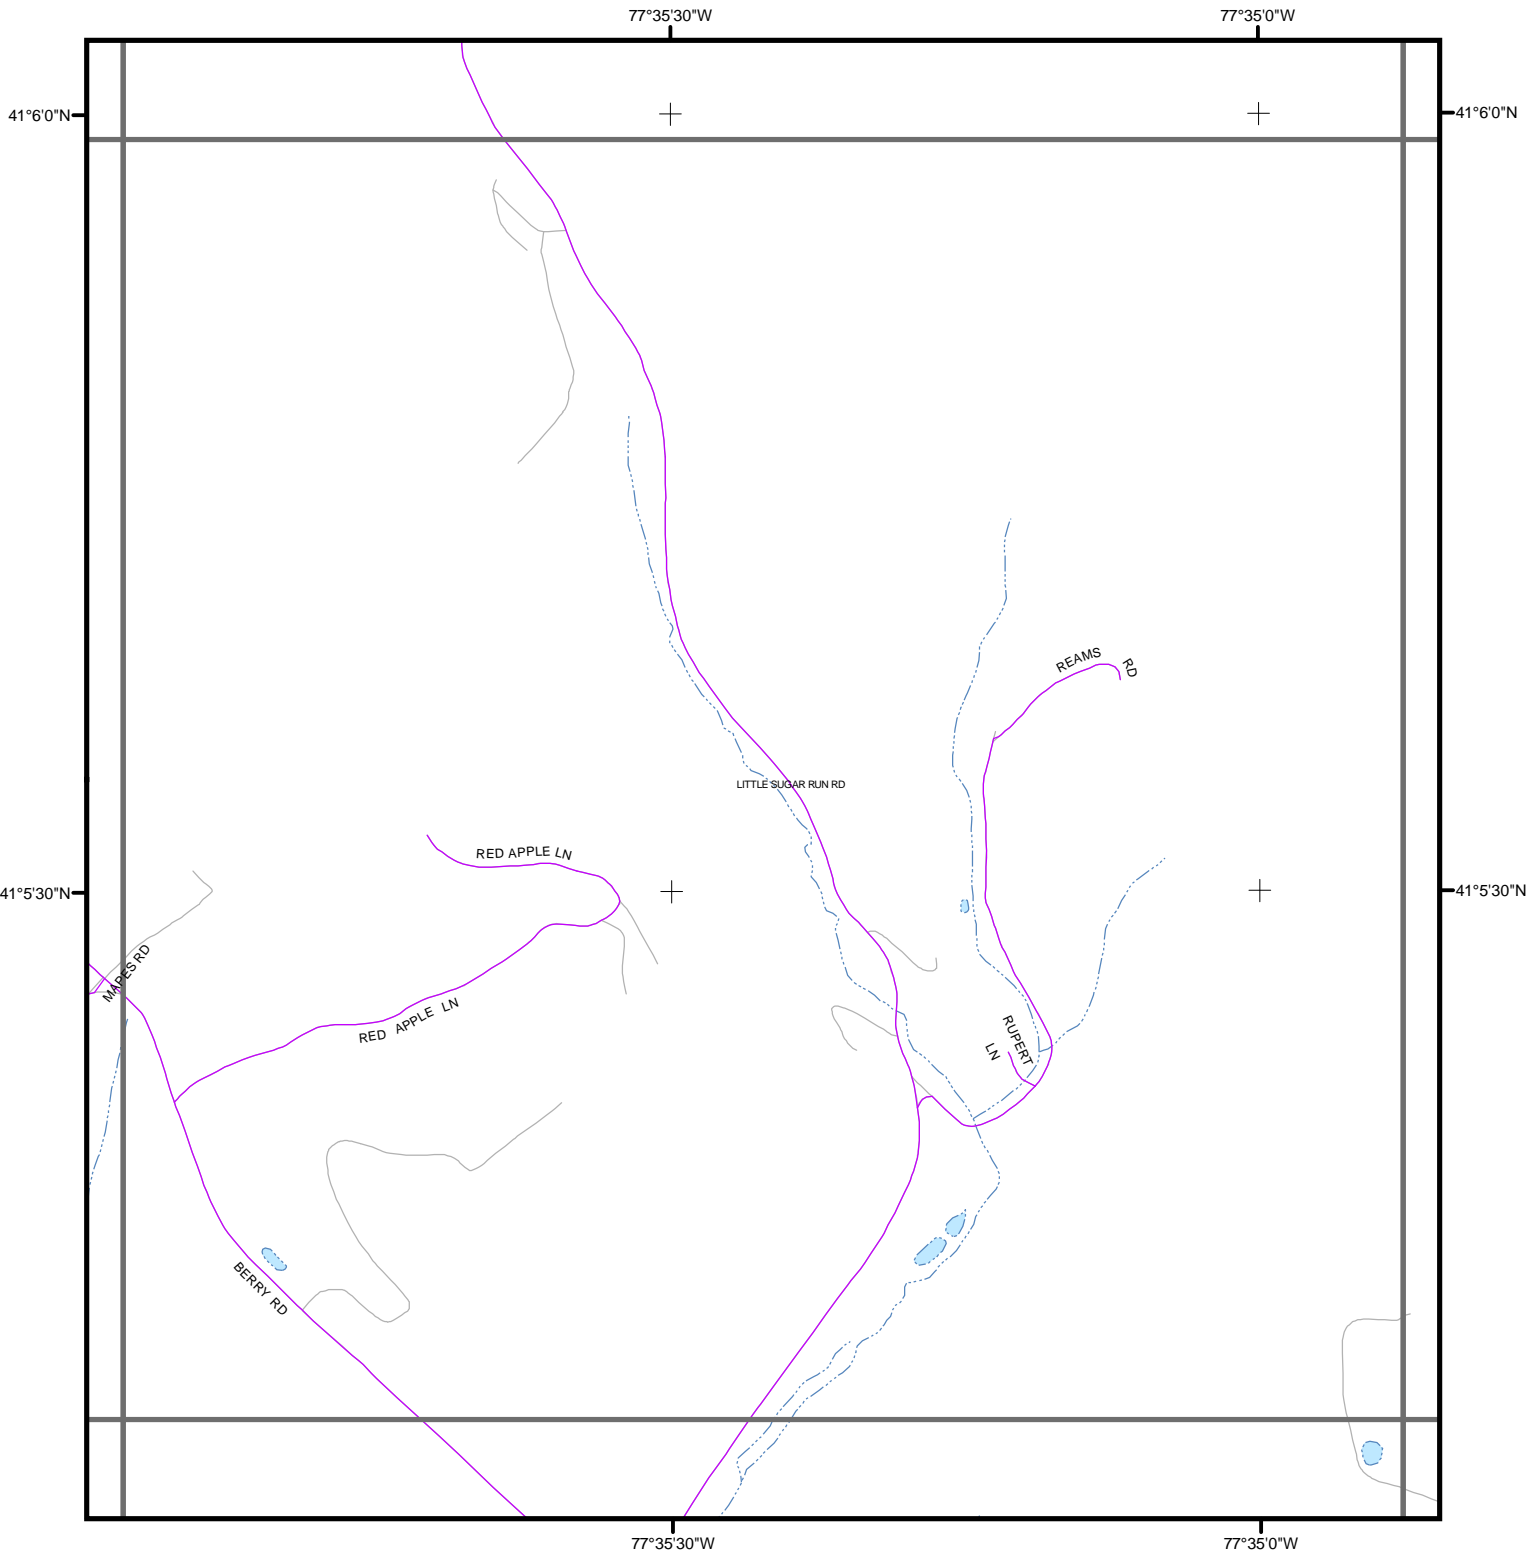 77°35'30"W
77°35'0"W
41°6'0"N
41°6'0"N
REAMS RD
LITTLE SUGAR RUN RD
RED APPLE LN
41°5'30"N
41°5'30"N
MAPES RD
RED APPLE LN
RUPERT LN
BERRY RD
77°35'30"W
77°35'0"W